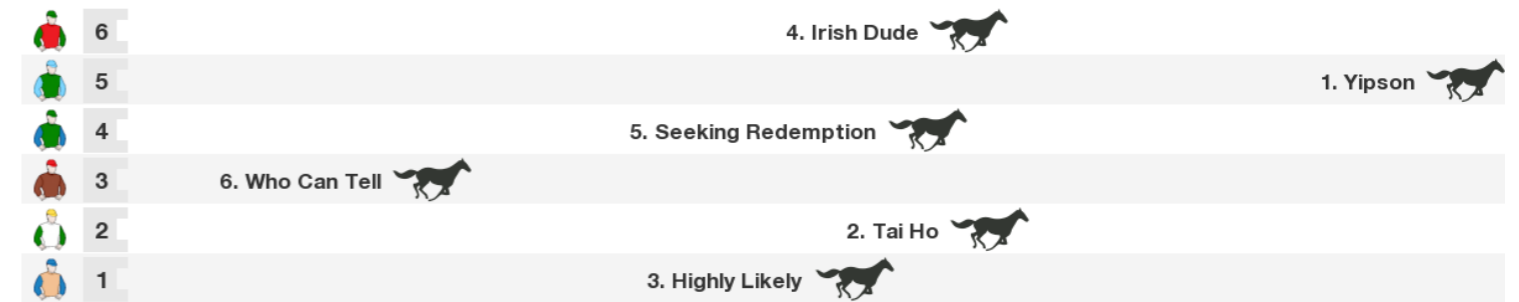 6 4. Irish Dude
5 1. Yipson
4 5. Seeking Redemption
3 6. Who Can Tell
2 2. Tai Ho
1 3. Highly Likely